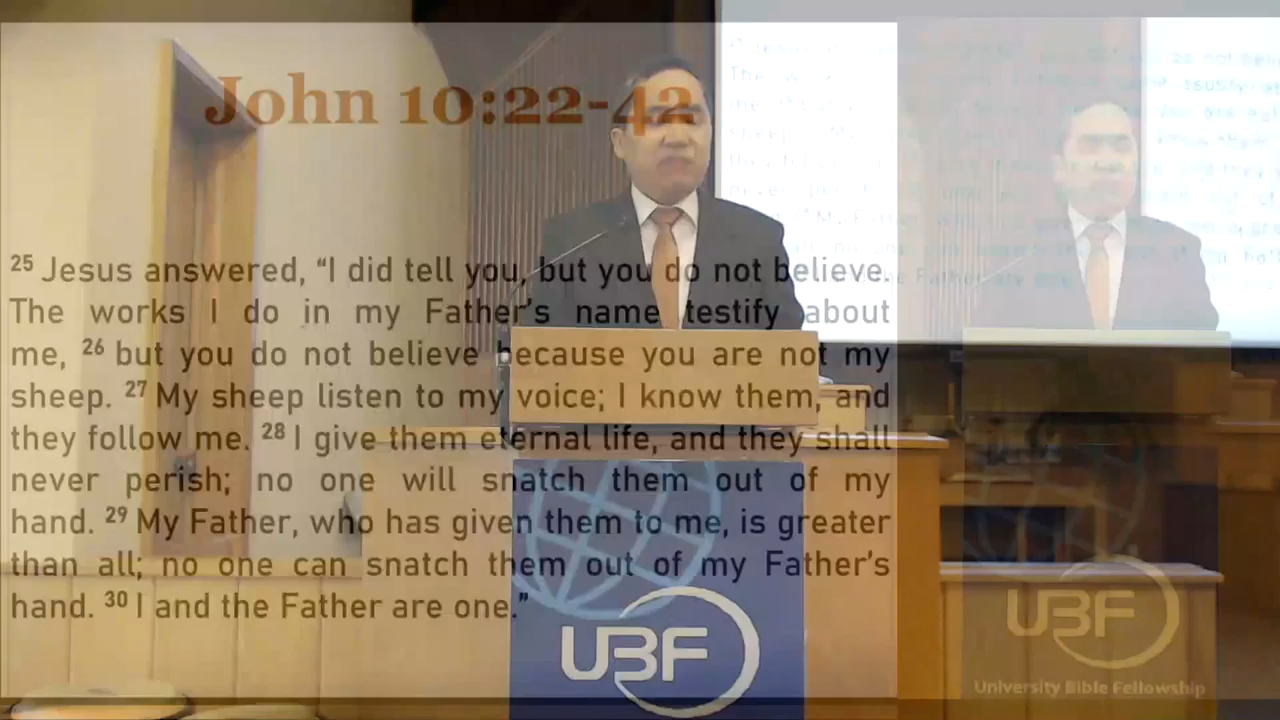 John 10:22-42
25 Jesus answered, “I did tell you, but you do not believe.
The works I do in my Father’s name testify about
me, 26 but you do not believe because you are not my
sheep. 27 My sheep listen to my voice; I know them, and
they follow me. 28 I give them eternal life, and they shall
never perish; no one will snatch them out of my
hand. 29 My Father, who has given them to me, is greater
than all; no one can snatch them out of my Father’s
hand. 30 I and the Father are one.”
UBF
UBF
University Bible Fellowship